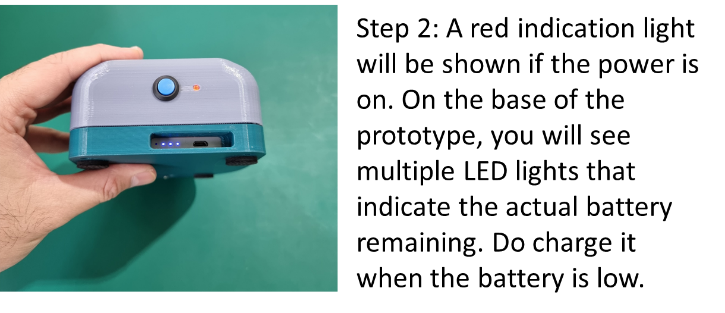 Step 2: A red indication light
will be shown if the power is
on. On the base of the
prototype, you will see
multiple LED lights that
indicate the actual battery
remaining. Do charge it
when the battery is low.